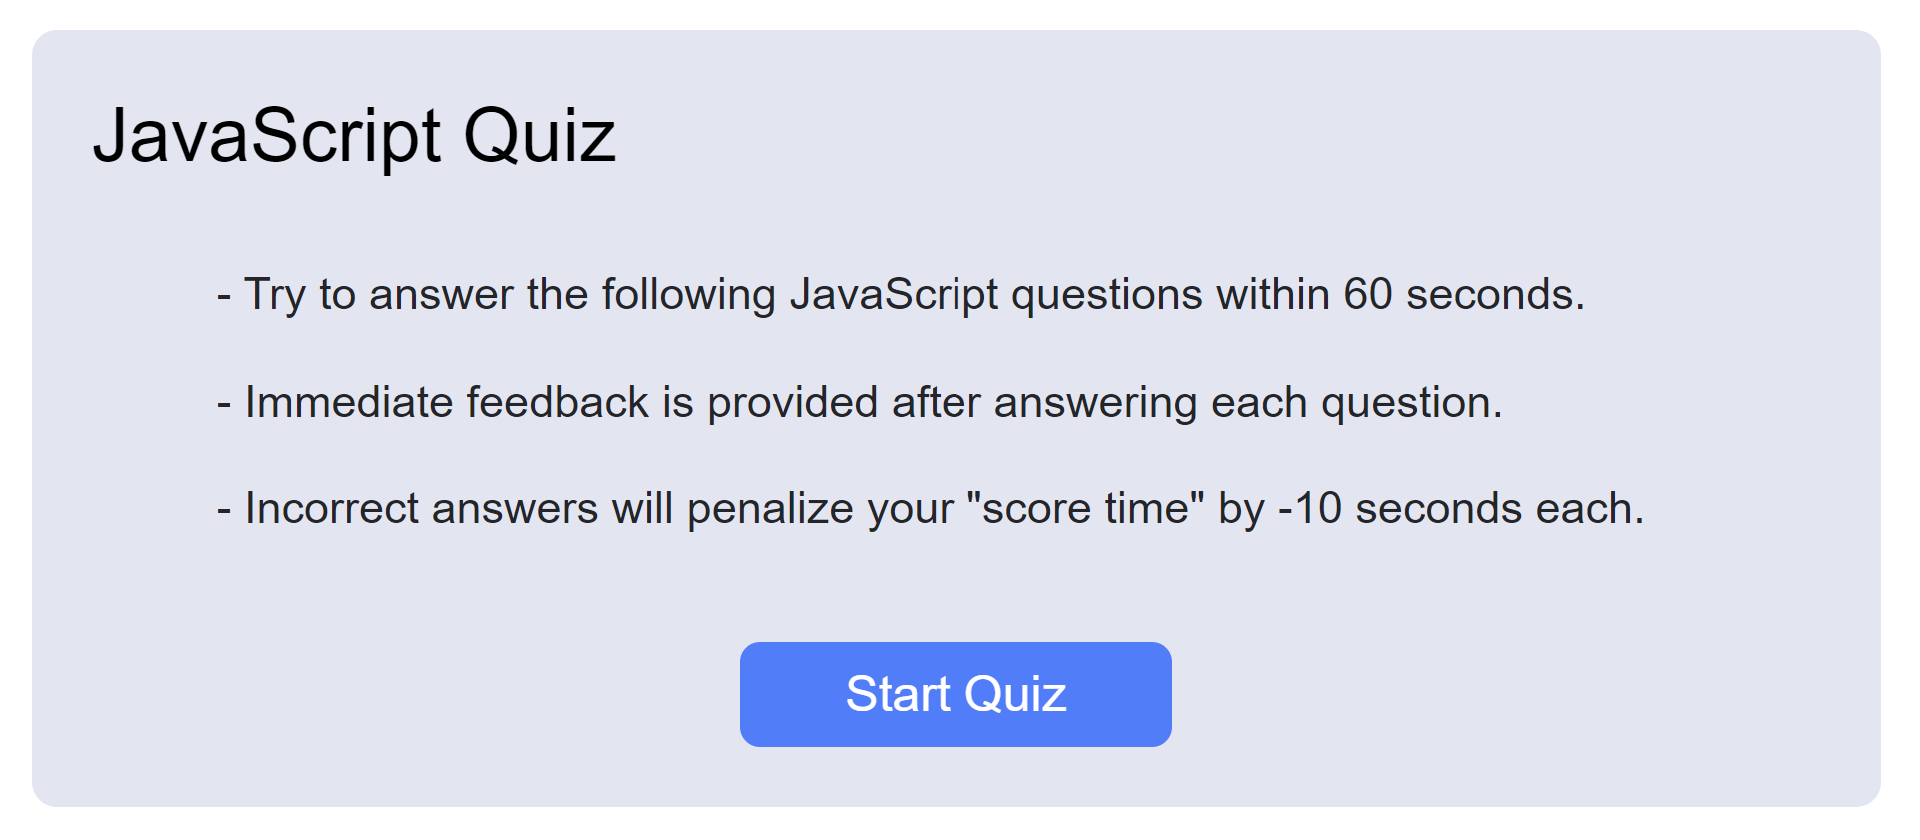 JavaScript Quiz
- Try to answer the following JavaScript questions within 60 seconds.
- Immediate feedback is provided after answering each question.
- Incorrect answers will penalize your "score time" by -10 seconds each.
Start Quiz